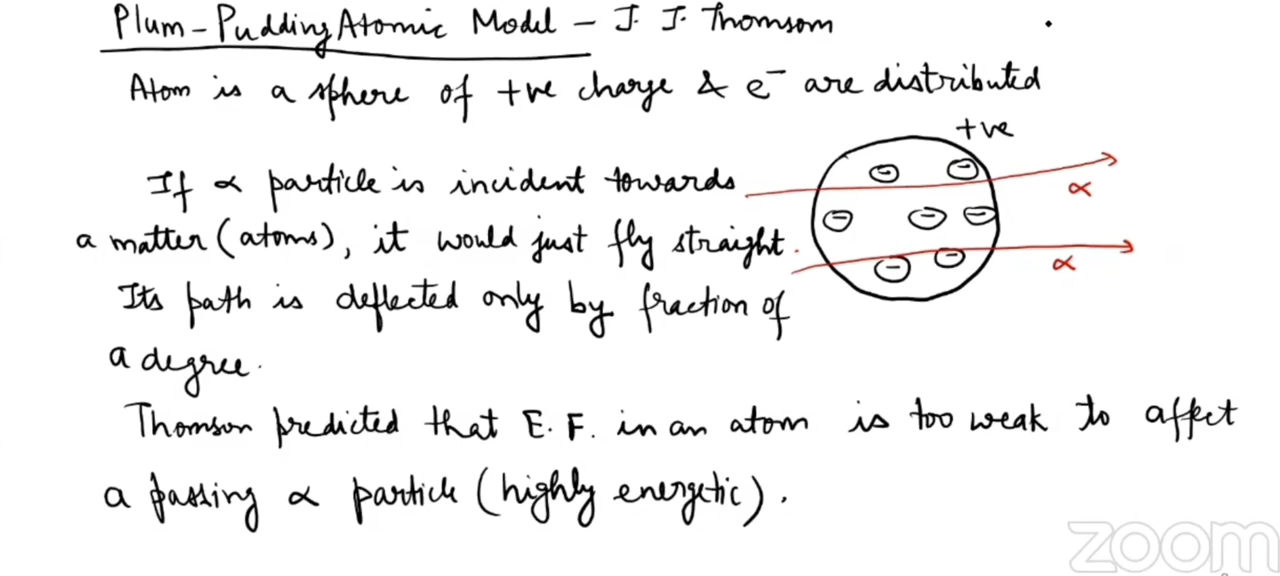 Plum-Pudding Atomic Model - J. J. Thomsom
Atom is a sphere of +ve charge & e⁻ are distributed
+ve
If α particle is incident towards
α
a matter (atoms), it would just fly straight.
α
Its path is deflected only by fraction of
a degree.
Thomson predicted that E.F. in an atom is too weak to affect
a passing α particle (highly energetic).
zoom